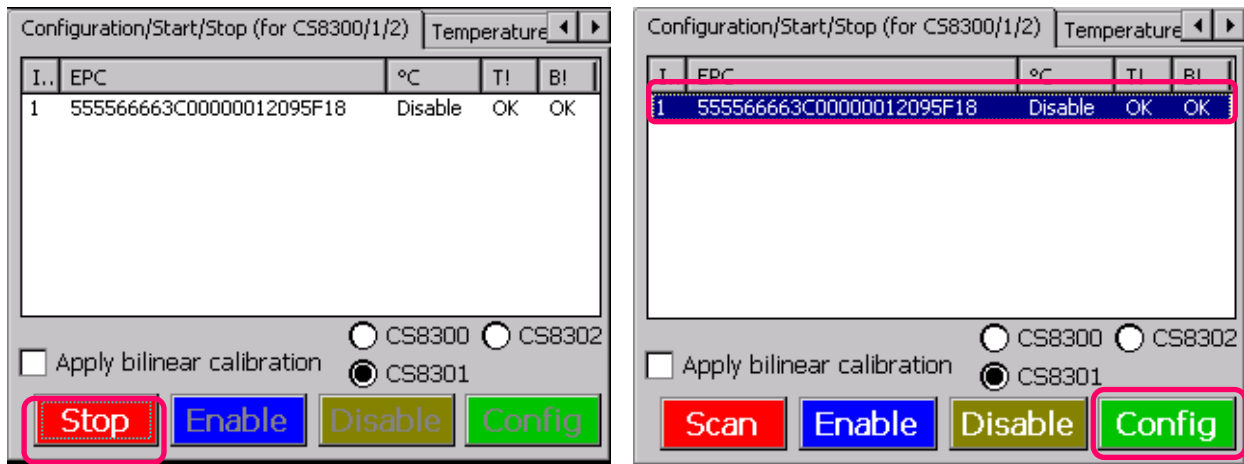 Configuration/Start/Stop (for CS8300/1/2) Temperature
I.. EPC °C T! B!
1 555566663C00000012095F18 Disable OK OK
CS8300 CS8302
Apply bilinear calibration
CS8301
Stop Enable Disable Config
Configuration/Start/Stop (for CS8300/1/2) Temperature
I EPC °C T! B!
1 555566663C00000012095F18 Disable OK OK
CS8300 CS8302
Apply bilinear calibration
CS8301
Scan Enable Disable Config